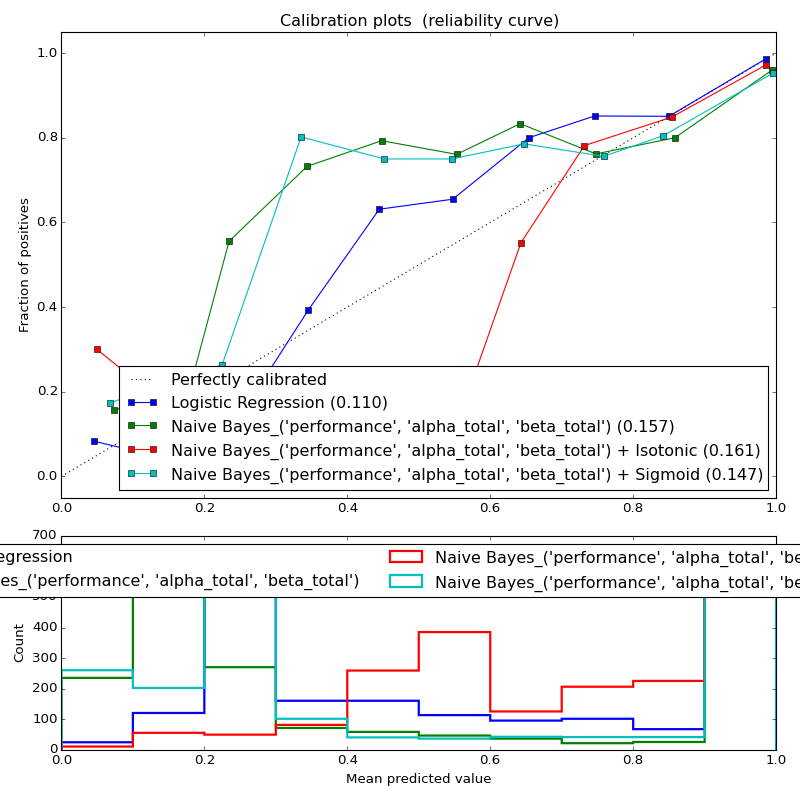 Calibration plots  (reliability curve)
1.0
0.8
0.6
0.4
0.2
0.0
Fraction of positives
Perfectly calibrated
Logistic Regression (0.110)
Naive Bayes_('performance', 'alpha_total', 'beta_total') (0.157)
Naive Bayes_('performance', 'alpha_total', 'beta_total') + Isotonic (0.161)
Naive Bayes_('performance', 'alpha_total', 'beta_total') + Sigmoid (0.147)
0.0 0.2 0.4 0.6 0.8 1.0
700
egression
es_('performance', 'alpha_total', 'beta_total')
Naive Bayes_('performance', 'alpha_total', 'be
Naive Bayes_('performance', 'alpha_total', 'be
500
400
300
200
100
0
Count
0.0 0.2 0.4 0.6 0.8 1.0
Mean predicted value